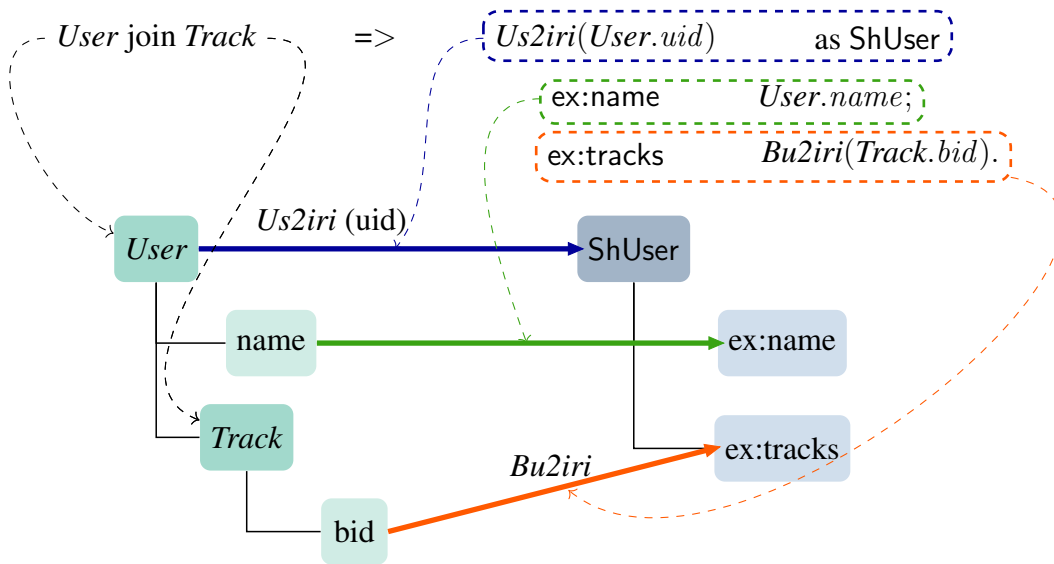 User join Track => Us2iri(User.uid) as ShUser
ex:name User.name;
ex:tracks Bu2iri(Track.bid).
Us2iri (uid)
User ShUser
name ex:name
Track ex:tracks
Bu2iri
bid